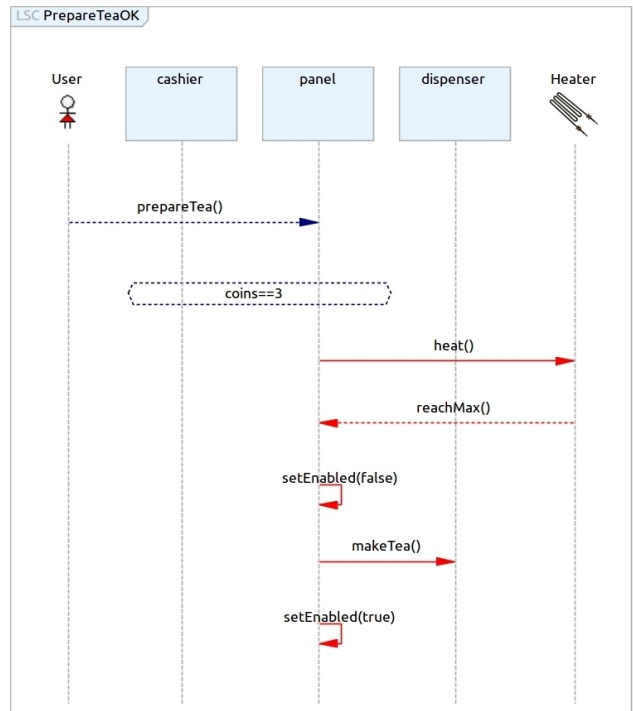 LSC PrepareTeaOK
User cashier panel dispenser Heater
prepareTea()
coins==3
heat()
reachMax()
setEnabled(false)
makeTea()
setEnabled(true)